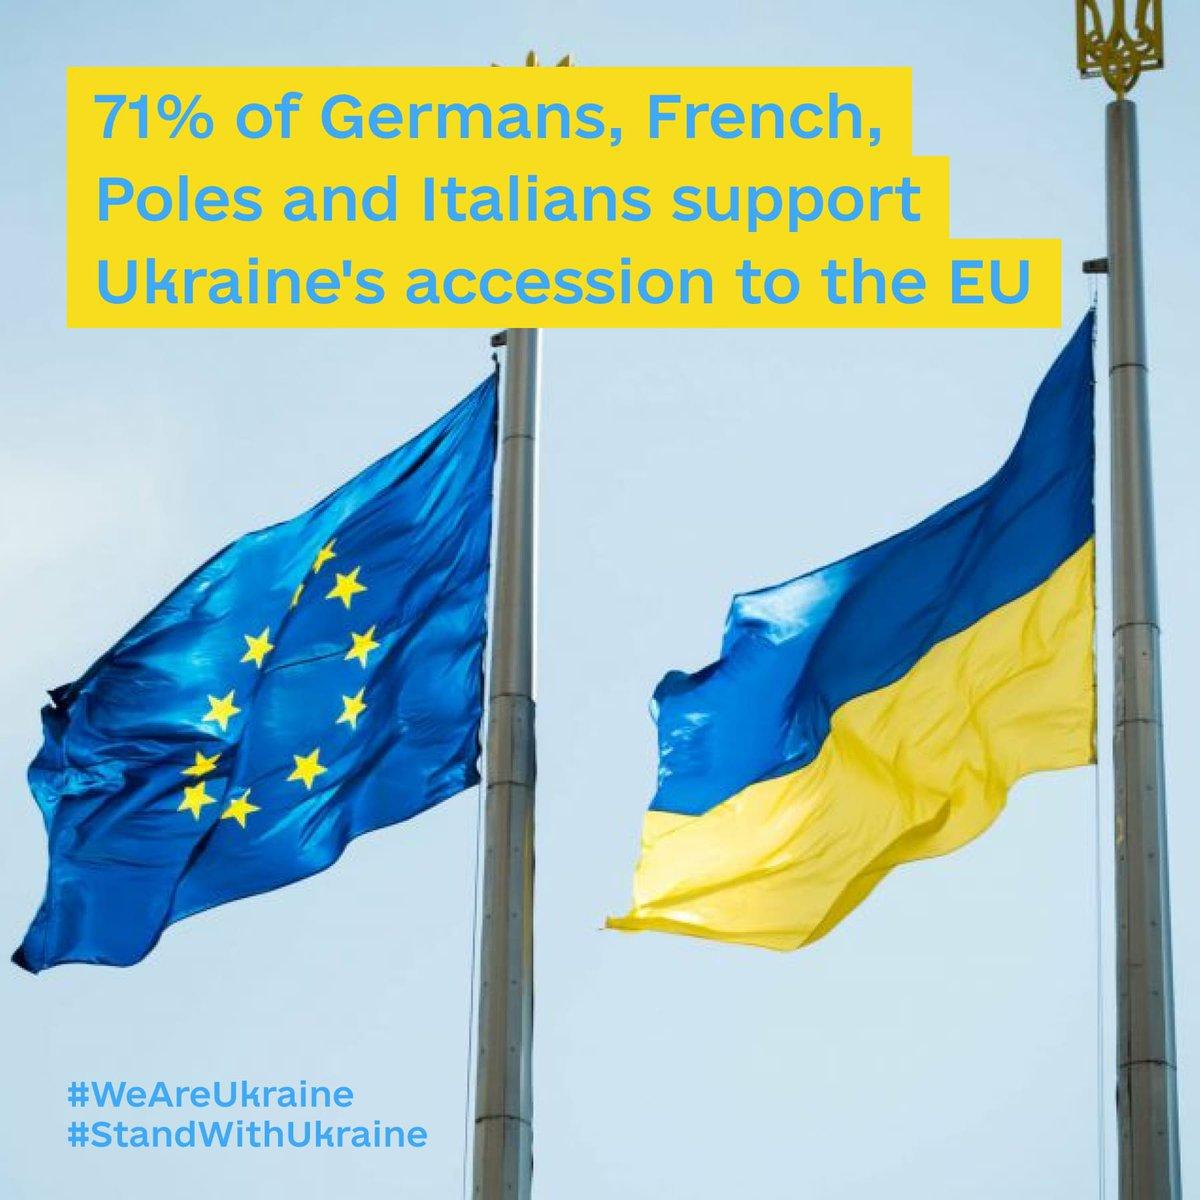 71% of Germans, French,
Poles and Italians support
Ukraine's accession to the EU
#WeAreUkraine
#StandWithUkraine